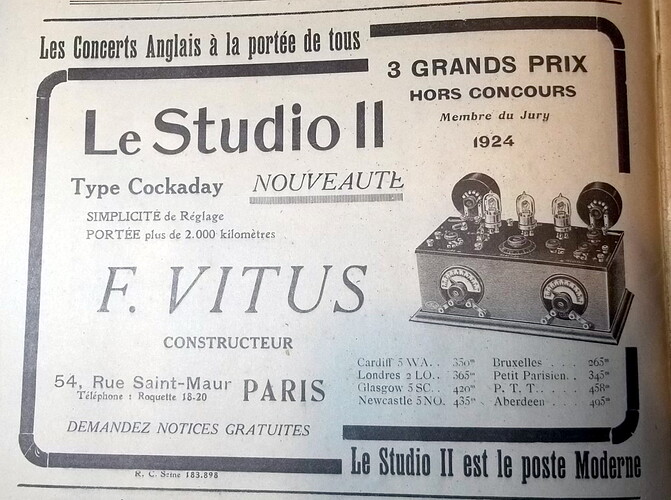 Les Concerts Anglais à la portée de tous
3 GRANDS PRIX
HORS CONCOURS
Membre du Jury
1924
Le Studio II
Type Cockaday NOUVEAUTÉ
SIMPLICITÉ de Réglage
PORTÉE plus de 2.000 kilomètres
F. VITUS
CONSTRUCTEUR
54, Rue Saint-Maur PARIS
Téléphone : Roquette 18-20
DEMANDEZ NOTICES GRATUITES
Cardiff 5 WA. . 350m Bruxelles . . . 265m
Londres 2 LO. . 365m Petit Parisien. . 345m
Glasgow 5 SC. . 420m P. T. T. . . . 458m
Newcastle 5 NO. 435m Aberdeen . . . 495m
Le Studio II est le poste Moderne
R. C. Seine 183.898